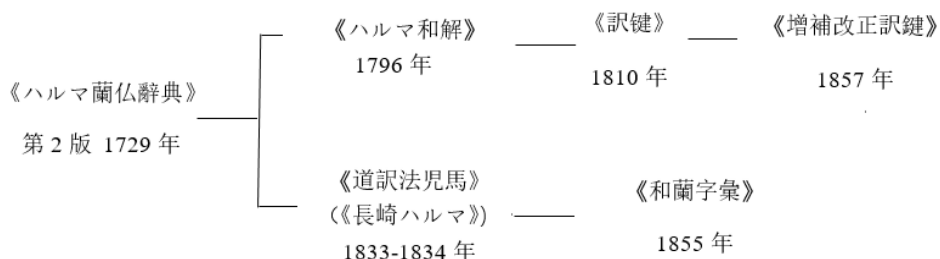 《ハルマ蘭仏辭典》
第 2 版 1729 年
《ハルマ和解》
1796 年
《訳键》
1810 年
《增補改正訳鍵》
1857 年
《道訳法児馬》
(《長崎ハルマ》)
1833-1834 年
《和蘭字彙》
1855 年